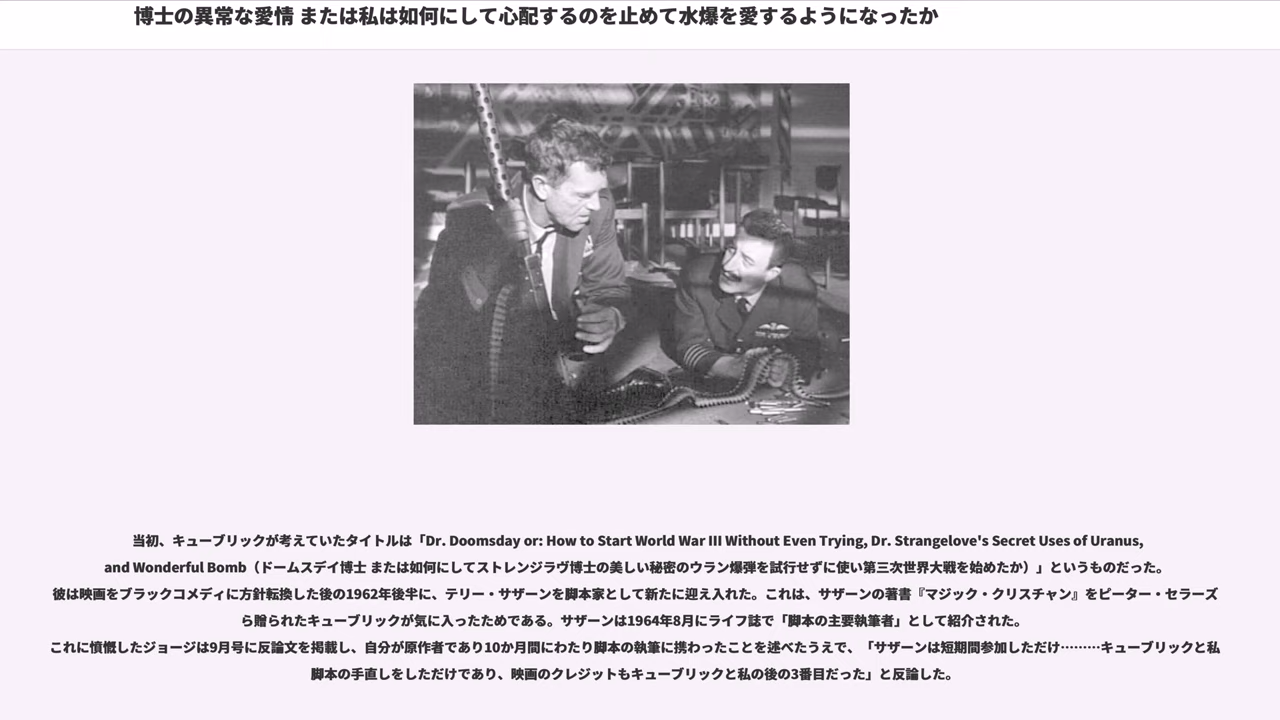 博士の異常な愛情 または私は如何にして心配するのを止めて水爆を愛するようになったか
当初、キューブリックが考えていたタイトルは「Dr. Doomsday or: How to Start World War III Without Even Trying, Dr. Strangelove's Secret Uses of Uranus,
and Wonderful Bomb（ドームスデイ博士 または如何にしてストレンジラヴ博士の美しい秘密のウラン爆弾を試行せずに使い第三次世界大戦を始めたか）」というものだった。
彼は映画をブラックコメディに方針転換した後の1962年後半に、テリー・サザーンを脚本家として新たに迎え入れた。これは、サザーンの著書『マジック・クリスチャン』をピーター・セラーズ
ら贈られたキューブリックが気に入ったためである。サザーンは1964年8月にライフ誌で「脚本の主要執筆者」として紹介された。
これに憤慨したジョージは9月号に反論文を掲載し、自分が原作者であり10か月間にわたり脚本の執筆に携わったことを述べたうえで、「サザーンは短期間参加しただけ………キューブリックと私
脚本の手直しをしただけであり、映画のクレジットもキューブリックと私の後の3番目だった」と反論した。